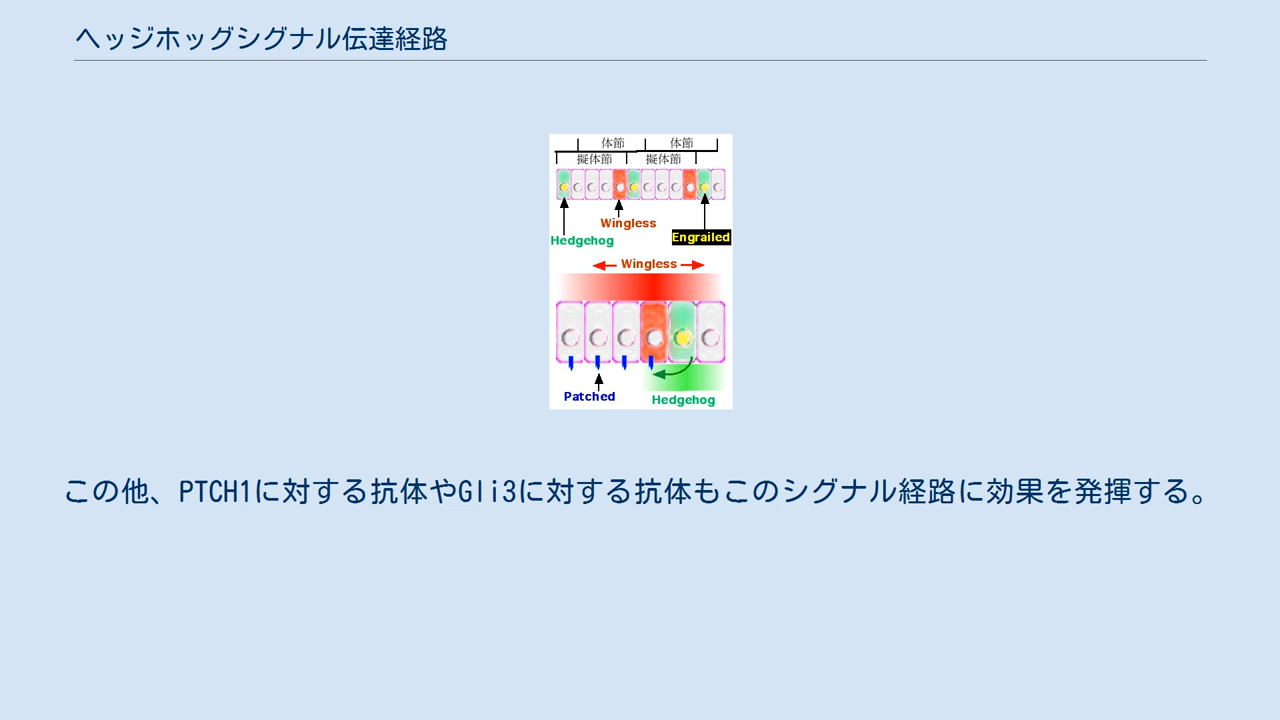 ヘッジホッグシグナル伝達経路
体節 体節
擬体節 擬体節
Wingless
Hedgehog
Engrailed
Wingless
Patched
Hedgehog
この他、PTCH1に対する抗体やGli3に対する抗体もこのシグナル経路に効果を発揮する。